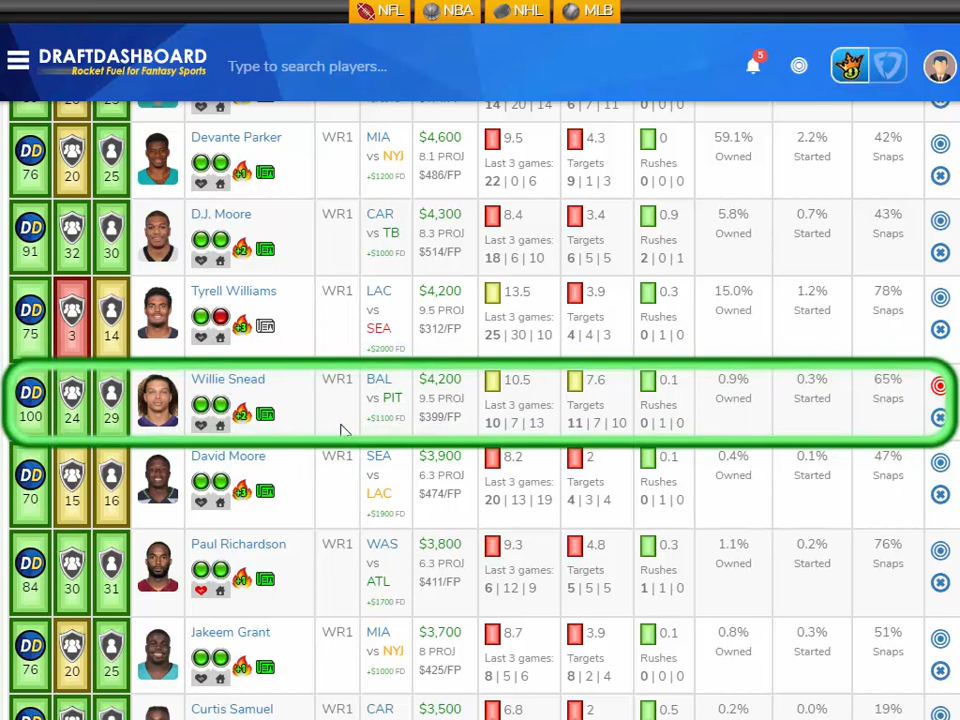 NFL NBA NHL MLB
DRAFTDASHBOARD
Rocket Fuel for Fantasy Sports
Type to search players...
5
14 | 20 | 14 6 | 7 | 11 0 | 0 | 0
DD 76 20 25 Devante Parker WR1 MIA $4,600 9.5 4.3 0 59.1% 2.2% 42%
vs NYJ 8.1 PROJ Last 3 games: Targets Rushes Owned Started Snaps
+$1200 FD $486/FP 22 | 0 | 6 9 | 1 | 3 0 | 0 | 0
DD 91 32 30 D.J. Moore WR1 CAR $4,300 8.4 3.4 0.9 5.8% 0.7% 43%
vs TB 8.3 PROJ Last 3 games: Targets Rushes Owned Started Snaps
+$1000 FD $514/FP 18 | 6 | 10 6 | 5 | 5 2 | 0 | 1
DD 75 3 14 Tyrell Williams WR1 LAC $4,200 13.5 3.9 0.3 15.0% 1.2% 78%
vs 9.5 PROJ Last 3 games: Targets Rushes Owned Started Snaps
SEA $312/FP 25 | 30 | 10 4 | 4 | 3 0 | 1 | 0
+$2000 FD
DD 100 24 29 Willie Snead WR1 BAL $4,200 10.5 7.6 0.1 0.9% 0.3% 65%
vs PIT 9.5 PROJ Last 3 games: Targets Rushes Owned Started Snaps
+$1100 FD $399/FP 10 | 7 | 13 11 | 7 | 10 0 | 1 | 0
DD 70 15 16 David Moore WR1 SEA $3,900 8.2 2 0.1 0.4% 0.1% 47%
vs 6.3 PROJ Last 3 games: Targets Rushes Owned Started Snaps
LAC $474/FP 20 | 13 | 19 4 | 3 | 4 0 | 1 | 0
+$1900 FD
DD 84 30 31 Paul Richardson WR1 WAS $3,800 9.3 4.8 0.3 1.1% 0.2% 76%
vs 6.3 PROJ Last 3 games: Targets Rushes Owned Started Snaps
ATL $411/FP 6 | 12 | 9 5 | 5 | 5 1 | 1 | 0
+$1700 FD
DD 76 20 25 Jakeem Grant WR1 MIA $3,700 8.7 3.9 0.1 0.8% 0.3% 51%
vs NYJ 8 PROJ Last 3 games: Targets Rushes Owned Started Snaps
+$1000 FD $425/FP 8 | 5 | 6 8 | 2 | 4 0 | 0 | 0
Curtis Samuel WR1 CAR $3,500 6.8 2 0.1 0.2% 0.0% 19%